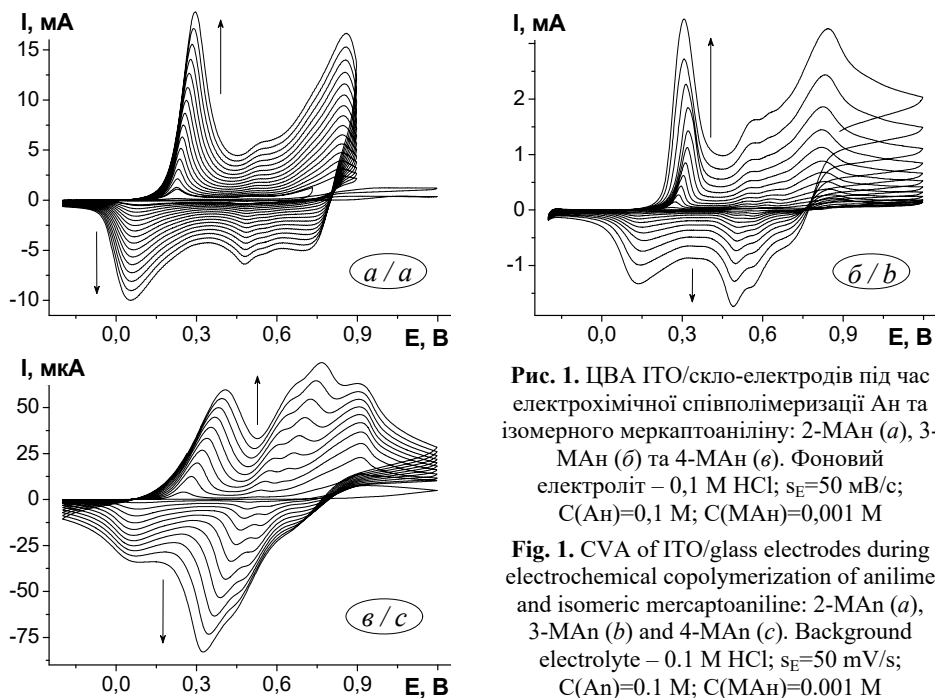 I, мА
15
10
5
0
-5
-10
а / a
0,0 0,3 0,6 0,9
E, В
I, мА
2
1
0
-1
б / b
0,0 0,3 0,6 0,9
E, В
I, мкА
50
25
0
-25
-50
-75
в / c
0,0 0,3 0,6 0,9
E, В
Рис. 1. ЦВА ІТО/скло-електродів під час
електрохімічної співполімеризації Ан та
ізомерного меркаптоаніліну: 2-МАн (а), 3-
МАн (б) та 4-МАн (в). Фоновий
електроліт – 0,1 М HCl; sE=50 мВ/с;
C(Ан)=0,1 М; C(МАн)=0,001 М
Fig. 1. CVA of ITO/glass electrodes during
electrochemical copolymerization of anilime
and isomeric mercaptoaniline: 2-MAn (a),
3-MAn (b) and 4-MAn (c). Background
electrolyte – 0.1 M HCl; sE=50 mV/s;
C(An)=0.1 M; C(МАн)=0.001 M